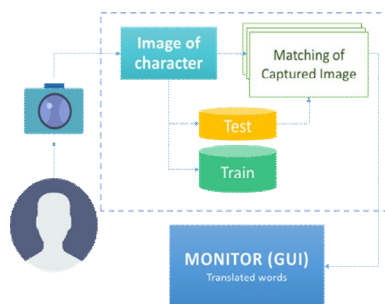 Image of
character
Matching of
Captured Image
Test
Train
MONITOR (GUI)
Translated words